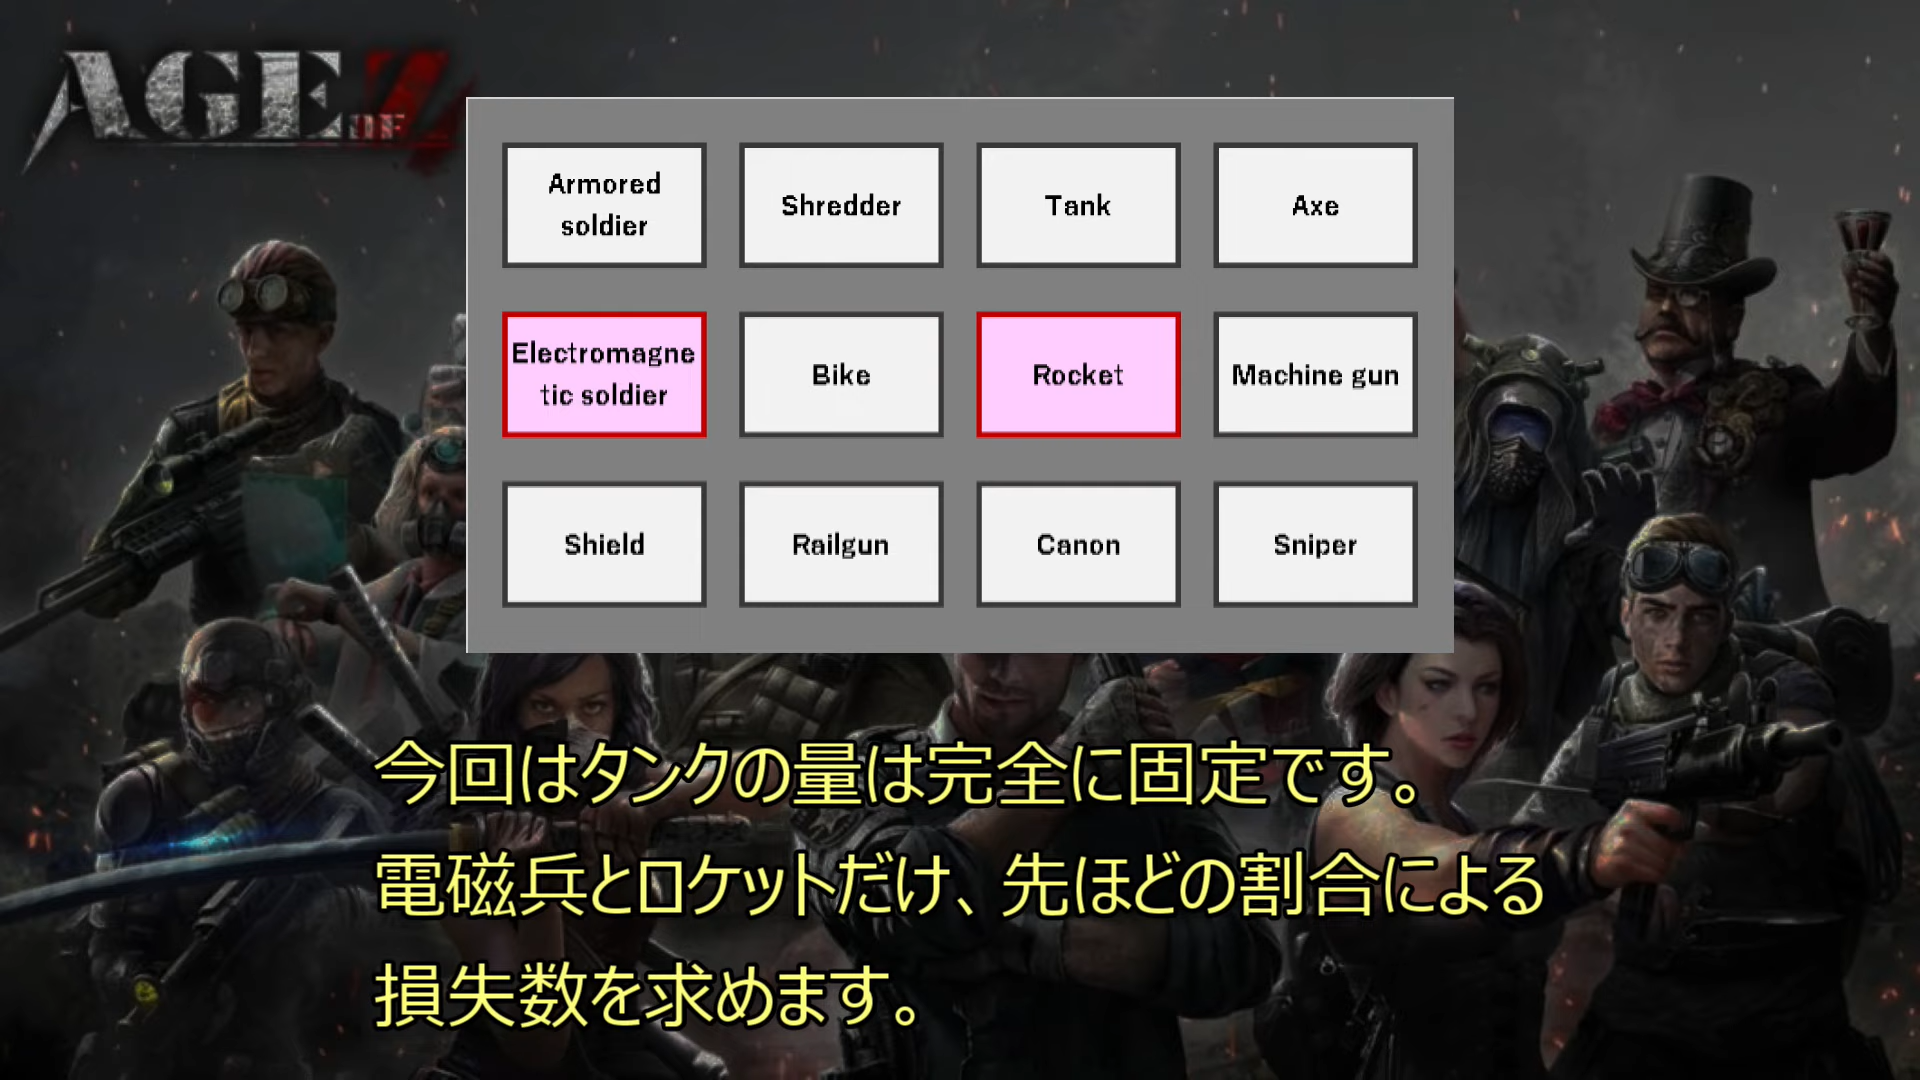 AGE OF Z
Armored
soldier
Shredder
Tank
Axe
Electromagne
tic soldier
Bike
Rocket
Machine gun
Shield
Railgun
Canon
Sniper
今回はタンクの量は完全に固定です。
電磁兵とロケットだけ、先ほどの割合による
損失数を求めます。